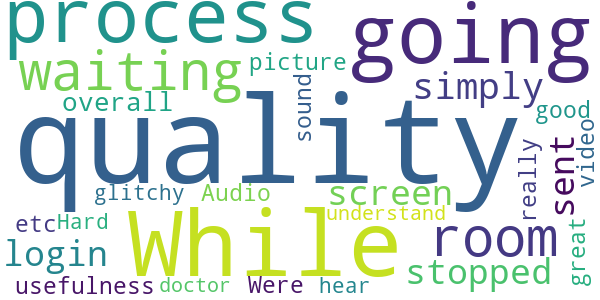 process
going
waiting
picture
simply
overall
sound
good
quality
video
really
sent
glitchy
Audio
screen
understand
While
etc
Hard
room
great
login
stopped
usefulness
doctor
Were
hear